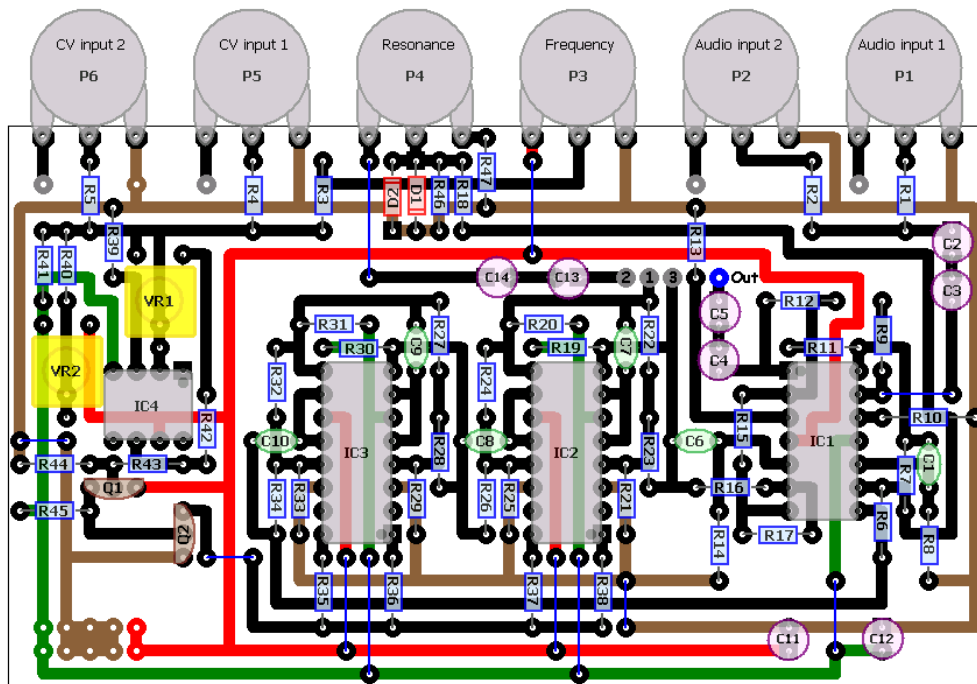 CV input 2
P6
CV input 1
P5
Resonance
P4
Frequency
P3
Audio input 2
P2
Audio input 1
P1
R5
R4
R3
D2
D1
R46
R18
R47
R2
R1
R39
R13
C2
R41
R40
C14
C13
2
1
3
Out
C3
VR1
C5
R12
R31
R30
C9
R27
R20
R19
C7
R22
R11
R9
VR2
R32
R24
C4
IC4
R42
R15
R10
C10
IC3
R28
C8
IC2
R23
C6
IC1
C1
R44
R43
R7
Q1
R34
R33
R29
R26
R25
R21
R16
R45
Q2
R17
R6
R14
R8
R35
R36
R37
R38
C11
C12